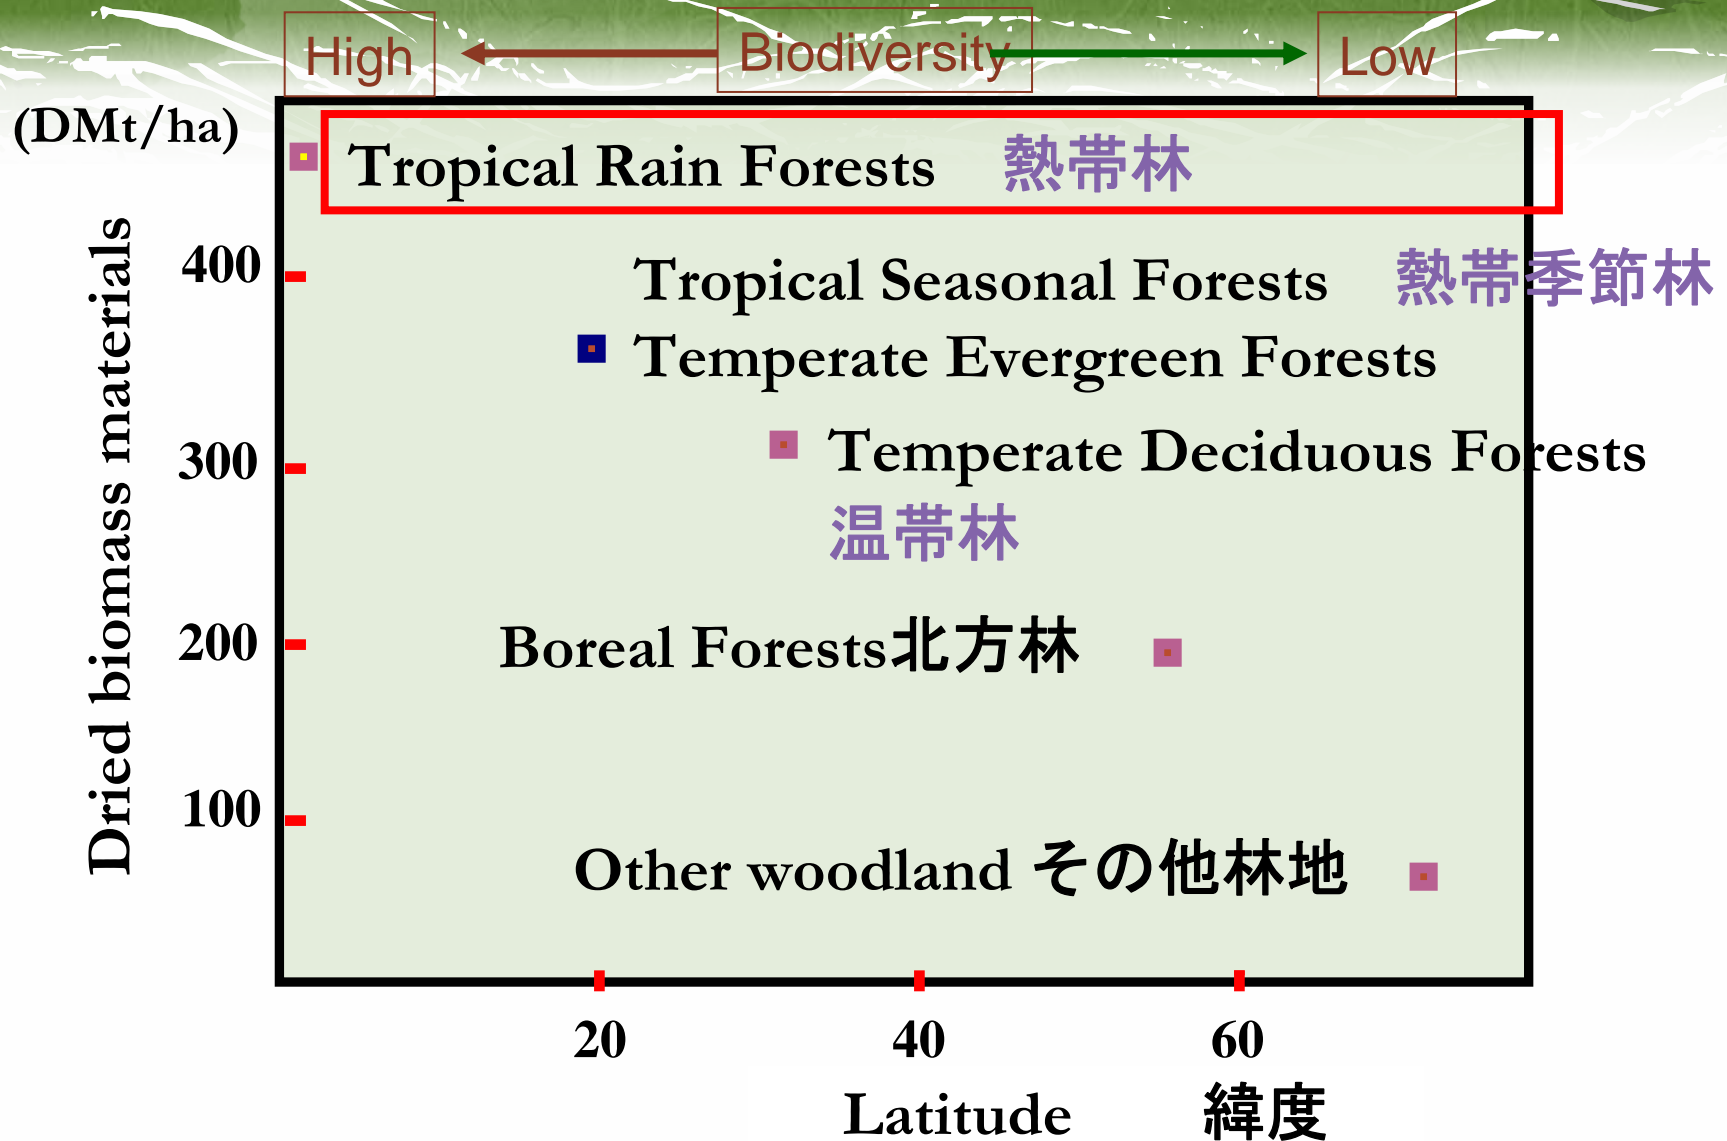 High
Biodiversity
Low
(DMt/ha)
Tropical Rain Forests 熱帯林
Dried biomass materials
400
Tropical Seasonal Forests 熱帯季節林
Temperate Evergreen Forests
300
Temperate Deciduous Forests
温帯林
200
Boreal Forests北方林
100
Other woodland その他林地
20
40
60
Latitude 緯度